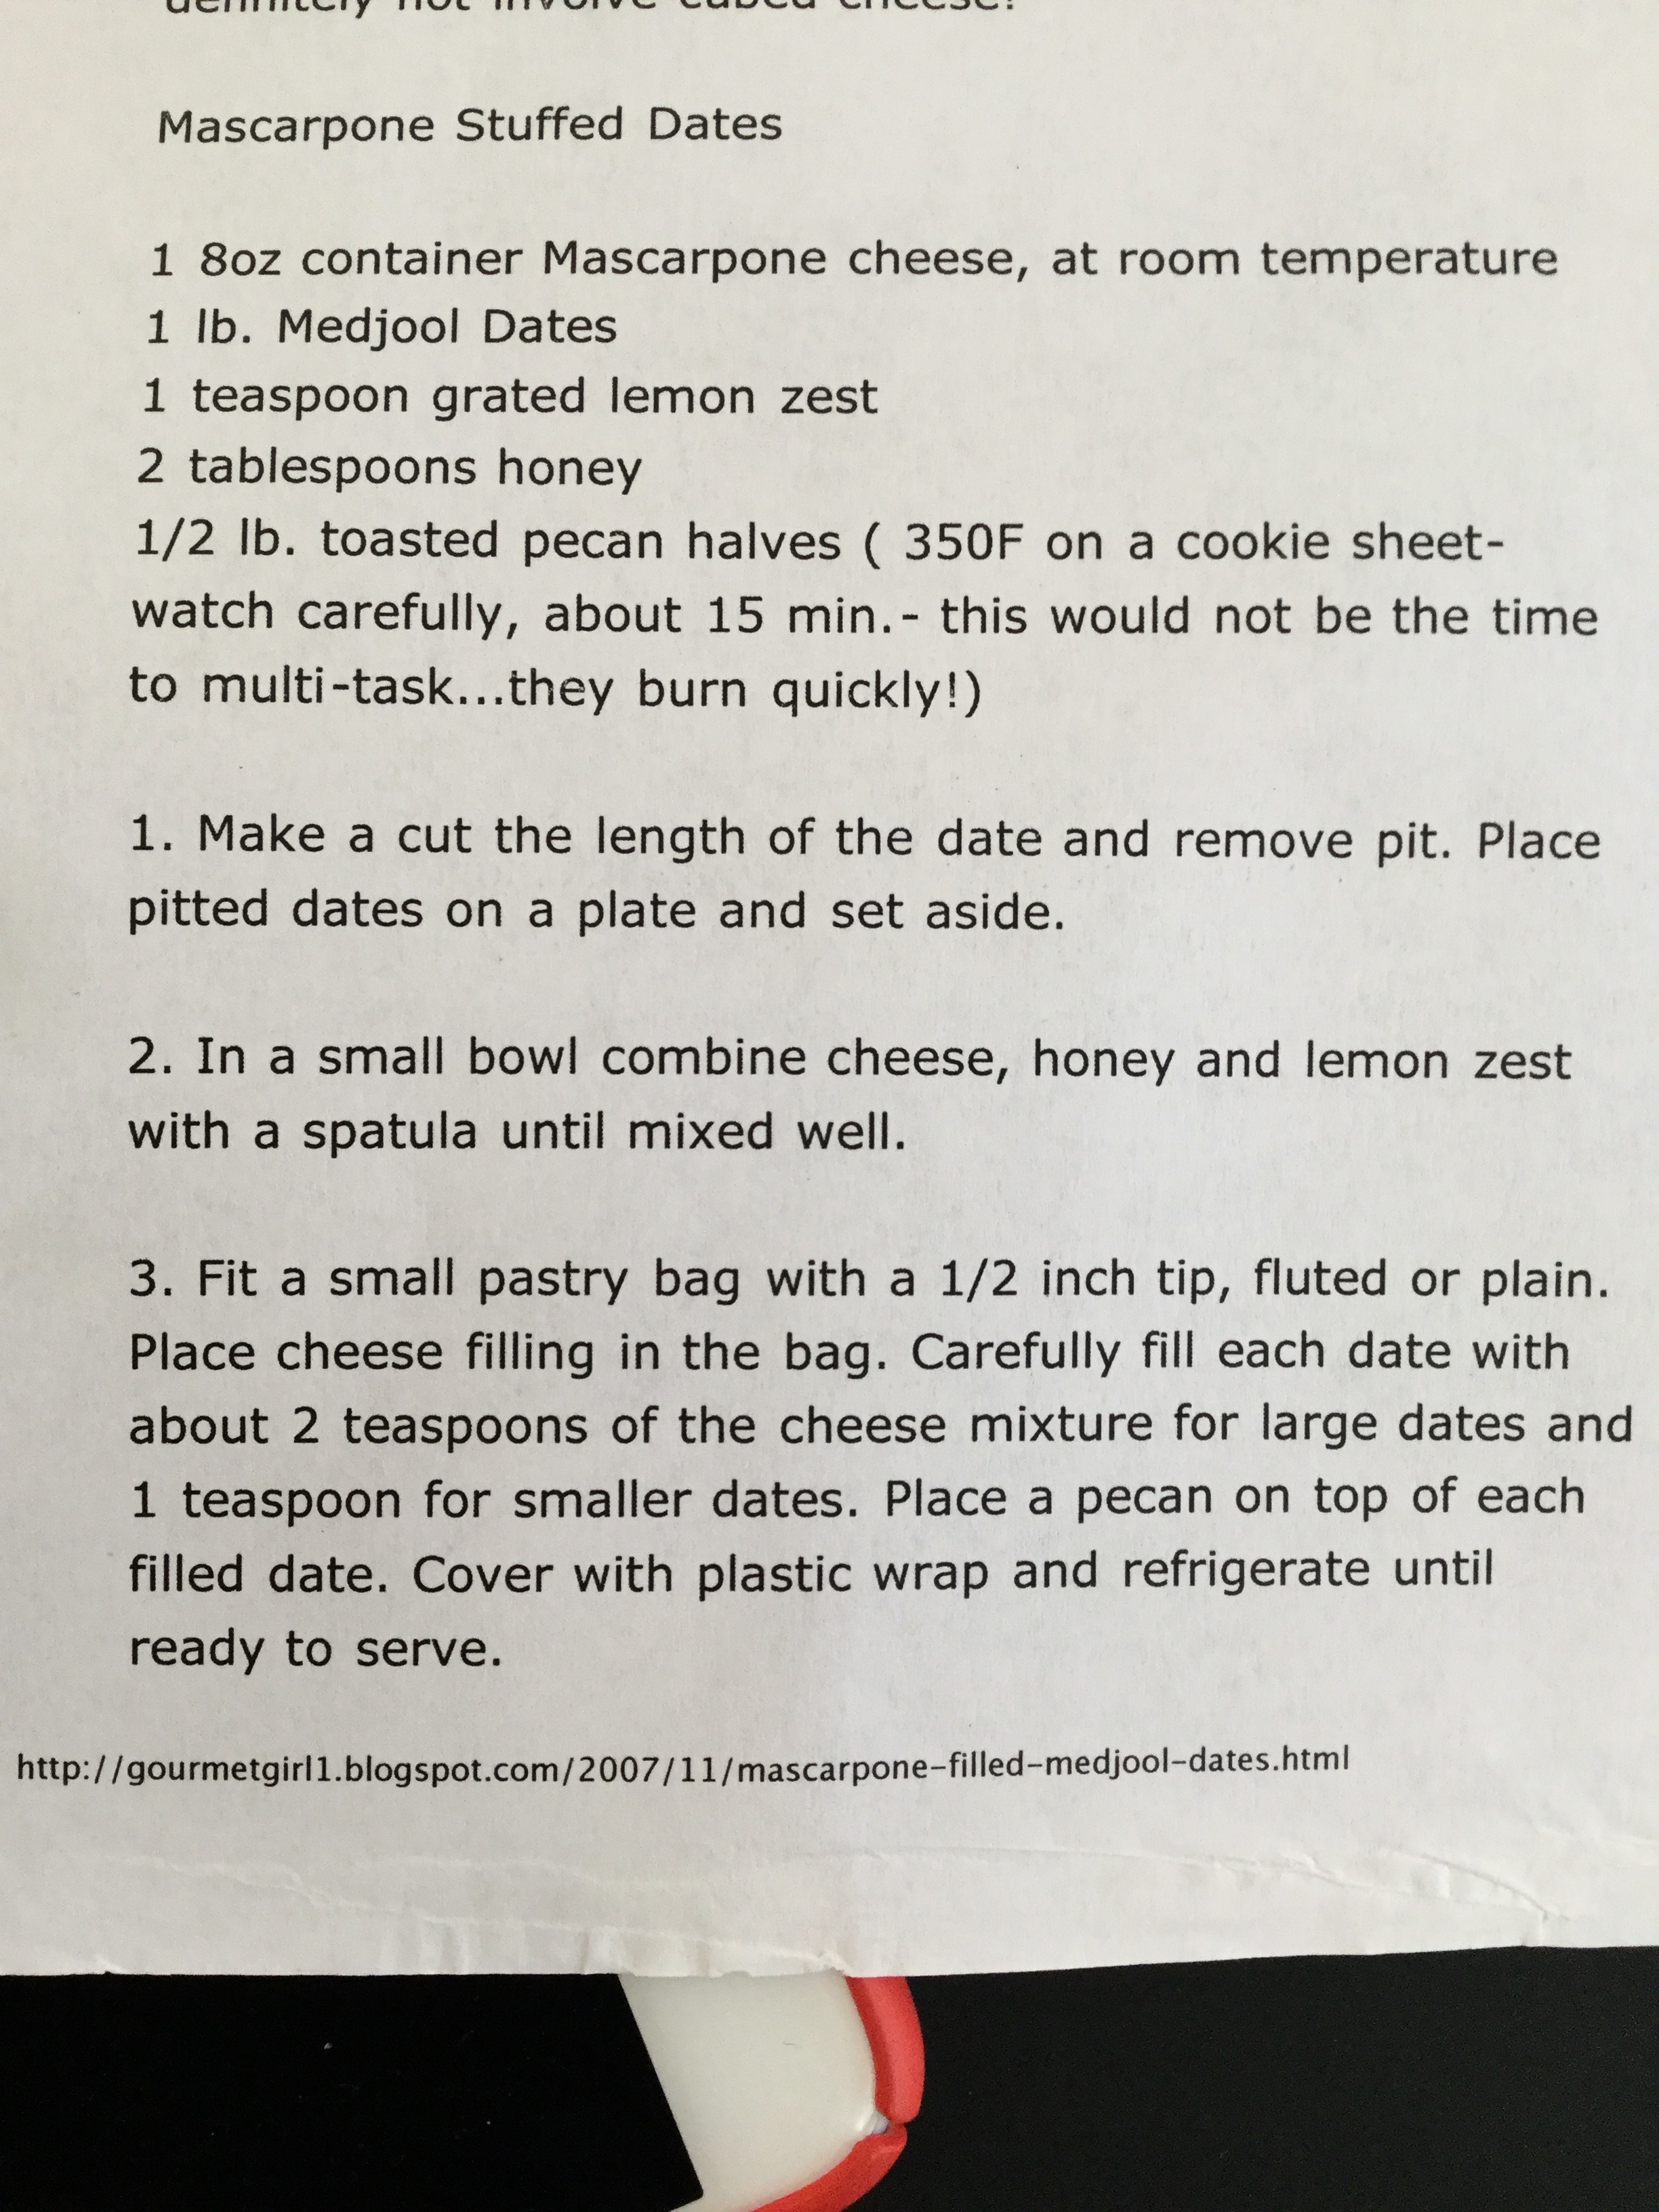 definitely not involve cubed cheese!
Mascarpone Stuffed Dates
1 8oz container Mascarpone cheese, at room temperature
1 lb. Medjool Dates
1 teaspoon grated lemon zest
2 tablespoons honey
1/2 lb. toasted pecan halves ( 350F on a cookie sheet-
watch carefully, about 15 min.- this would not be the time
to multi-task...they burn quickly!)
1. Make a cut the length of the date and remove pit. Place
pitted dates on a plate and set aside.
2. In a small bowl combine cheese, honey and lemon zest
with a spatula until mixed well.
3. Fit a small pastry bag with a 1/2 inch tip, fluted or plain.
Place cheese filling in the bag. Carefully fill each date with
about 2 teaspoons of the cheese mixture for large dates and
1 teaspoon for smaller dates. Place a pecan on top of each
filled date. Cover with plastic wrap and refrigerate until
ready to serve.
http://gourmetgirl1.blogspot.com/2007/11/mascarpone-filled-medjool-dates.html